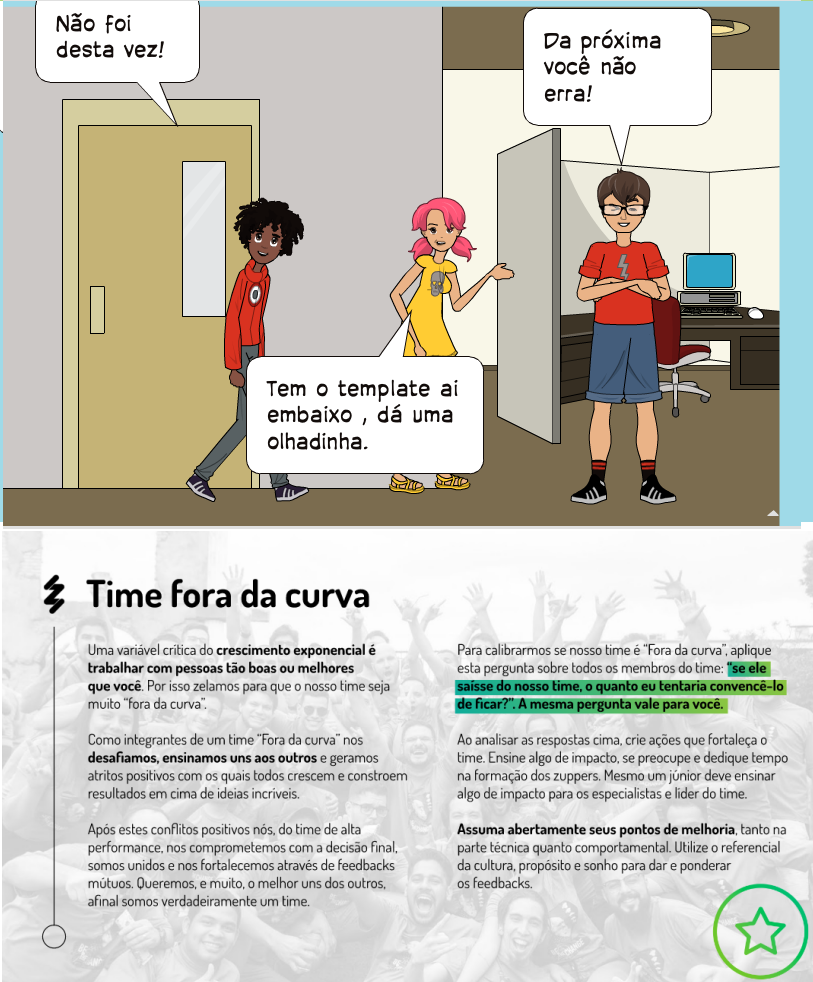 Não foi
desta vez!
Da próxima
você não
erra!
Tem o template ai
embaixo , dá uma
olhadinha.
Time fora da curva
Uma variável critica do crescimento exponencial é
trabalhar com pessoas tão boas ou melhores
que você. Por isso zelamos para que o nosso time seja
muito “fora da curva”.
Como integrantes de um time “Fora da curva” nos
desafiamos, ensinamos uns aos outros e geramos
atritos positivos com os quais todos crescem e constroem
resultados em cima de ideias incríveis.
Após estes conflitos positivos nós, do time de alta
performance, nos comprometemos com a decisão final,
somos unidos e nos fortalecemos através de feedbacks
mútuos. Queremos, e muito, o melhor uns dos outros,
afinal somos verdadeiramente um time.
Para calibrarmos se nosso time é “Fora da curva”, aplique
esta pergunta sobre todos os membros do time: “se ele
saísse do nosso time, o quanto eu tentaria convencê-lo
de ficar?”. A mesma pergunta vale para você.
Ao analisar as respostas cima, crie ações que fortaleça o
time. Ensine algo de impacto, se preocupe e dedique tempo
na formação dos zuppers. Mesmo um júnior deve ensinar
algo de impacto para os especialistas e lider do time.
Assuma abertamente seus pontos de melhoria, tanto na
parte técnica quanto comportamental. Utilize o referencial
da cultura, propósito e sonho para dar e ponderar
os feedbacks.